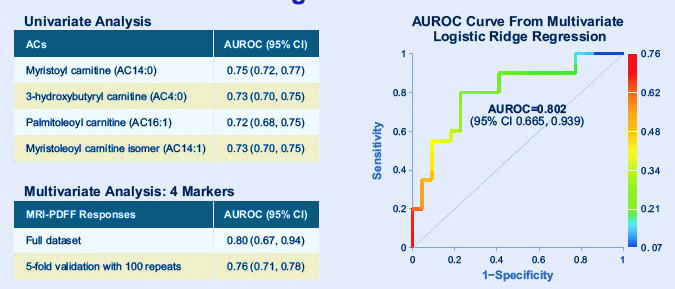 Univariate Analysis
ACs AUROC (95% CI)
Myristoyl carnitine (AC14:0) 0.75 (0.72, 0.77)
3-hydroxybutyryl carnitine (AC4:0) 0.73 (0.70, 0.75)
Palmitoleoyl carnitine (AC16:1) 0.72 (0.68, 0.75)
Myristoleoyl carnitine isomer (AC14:1) 0.73 (0.70, 0.75)
Multivariate Analysis: 4 Markers
MRI-PDFF Responses AUROC (95% CI)
Full dataset 0.80 (0.67, 0.94)
5-fold validation with 100 repeats 0.76 (0.71, 0.78)
AUROC Curve From Multivariate
Logistic Ridge Regression
1
0.8
0.6
0.4
0.2
0
Sensitivity
AUROC=0.802
(95% CI 0.665, 0.939)
0 0.2 0.4 0.6 0.8 1
1−Specificity
0.76
0.62
0.48
0.34
0.21
0.07